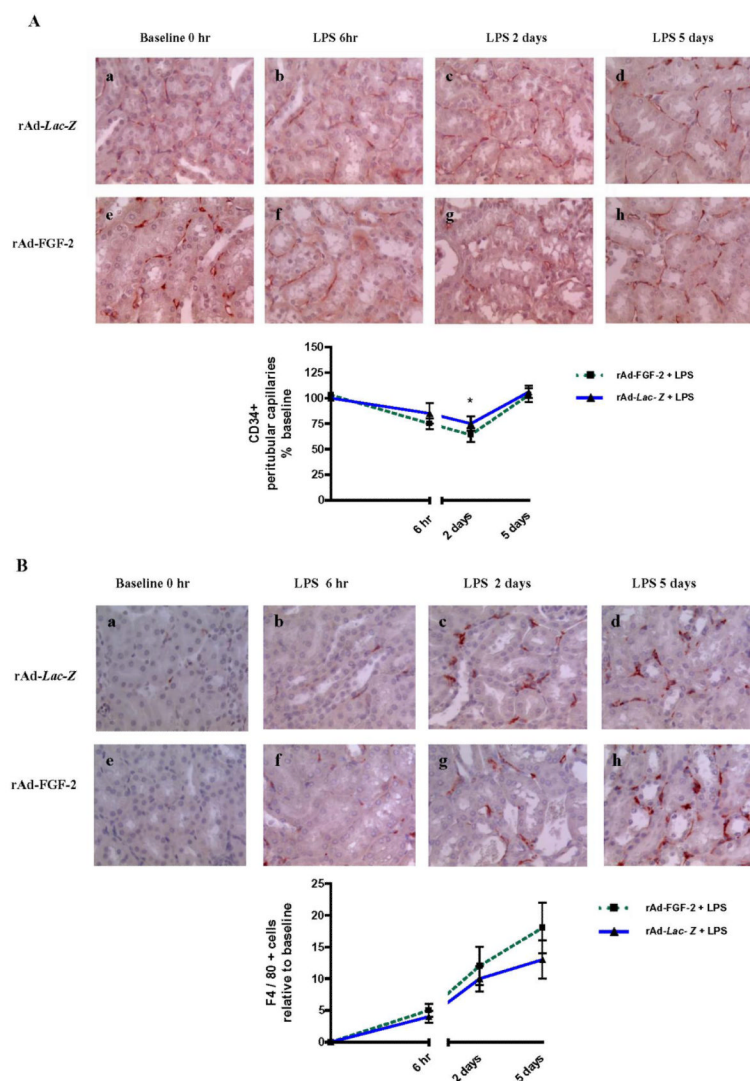 A
Baseline 0 hr LPS 6hr LPS 2 days LPS 5 days
rAd-Lac-Z
a b c d
rAd-FGF-2
e f g h
CD34+
peritubular capillaries
% baseline
150
125
100
75
50
25
0
*
6 hr
2 days
5 days
rAd-FGF-2 + LPS
rAd-Lac- Z + LPS
B
Baseline 0 hr LPS 6 hr LPS 2 days LPS 5 days
rAd-Lac-Z
a b c d
rAd-FGF-2
e f g h
F4 / 80 + cells
relative to baseline
25
20
15
10
5
0
6 hr
2 days
5 days
rAd-FGF-2 + LPS
rAd-Lac- Z + LPS